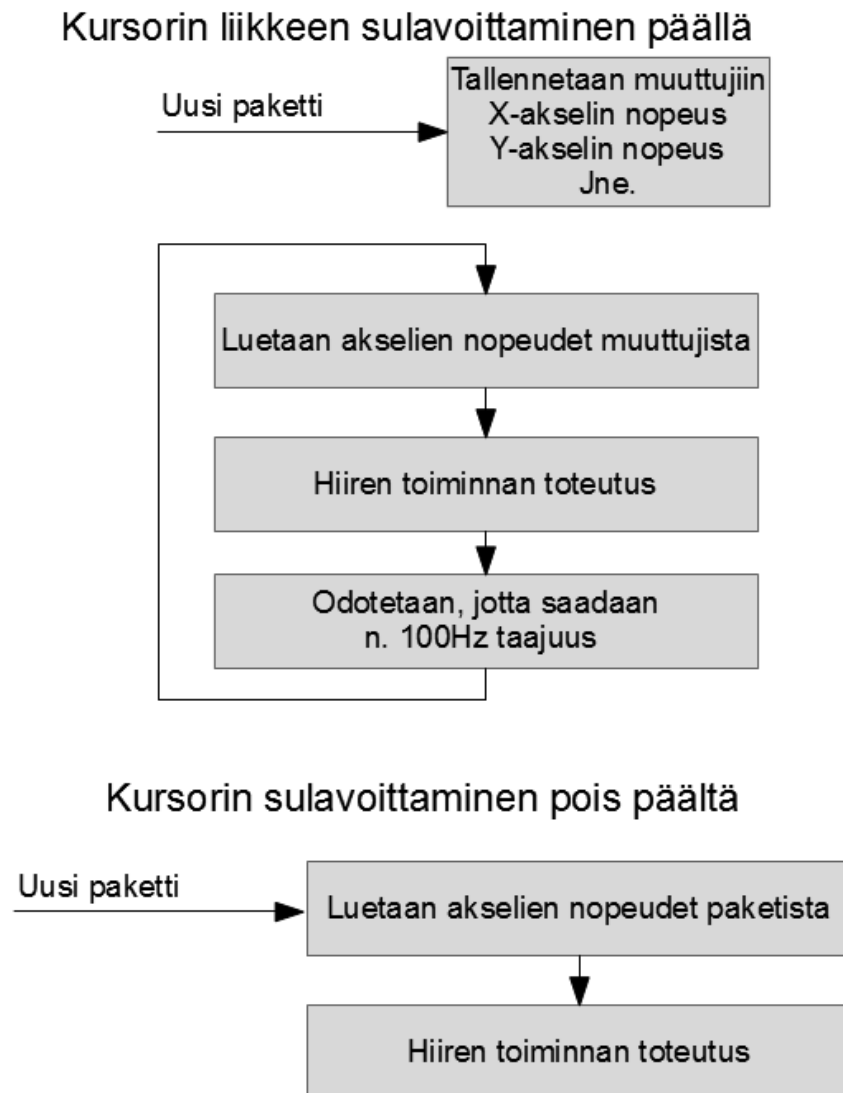 Kursorin liikkeen sulavoittaminen päällä
Uusi paketti
Tallennetaan muuttujiin
X-akselin nopeus
Y-akselin nopeus
Jne.
Luetaan akselien nopeudet muuttujista
Hiiren toiminnan toteutus
Odotetaan, jotta saadaan
n. 100Hz taajuus
Kursorin sulavoittaminen pois päältä
Uusi paketti
Luetaan akselien nopeudet paketista
Hiiren toiminnan toteutus